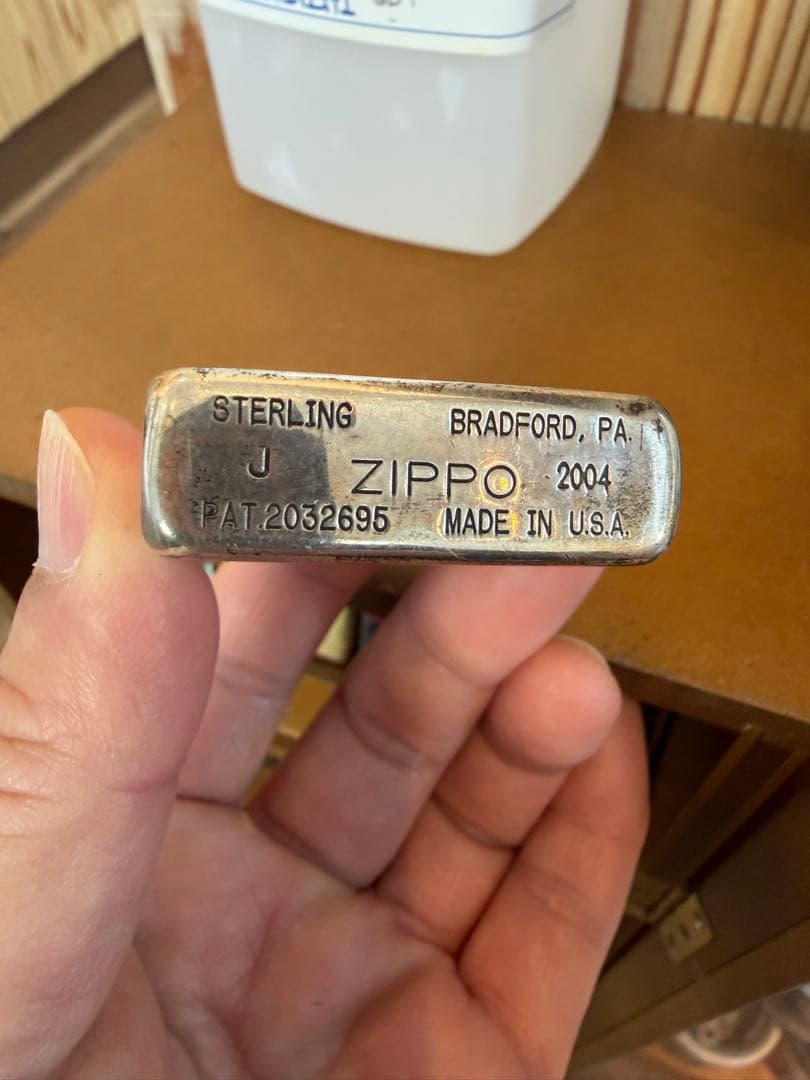 STERLING BRADFORD, PA.
J ZIPPO 2004
PAT.2032695 MADE IN U.S.A.